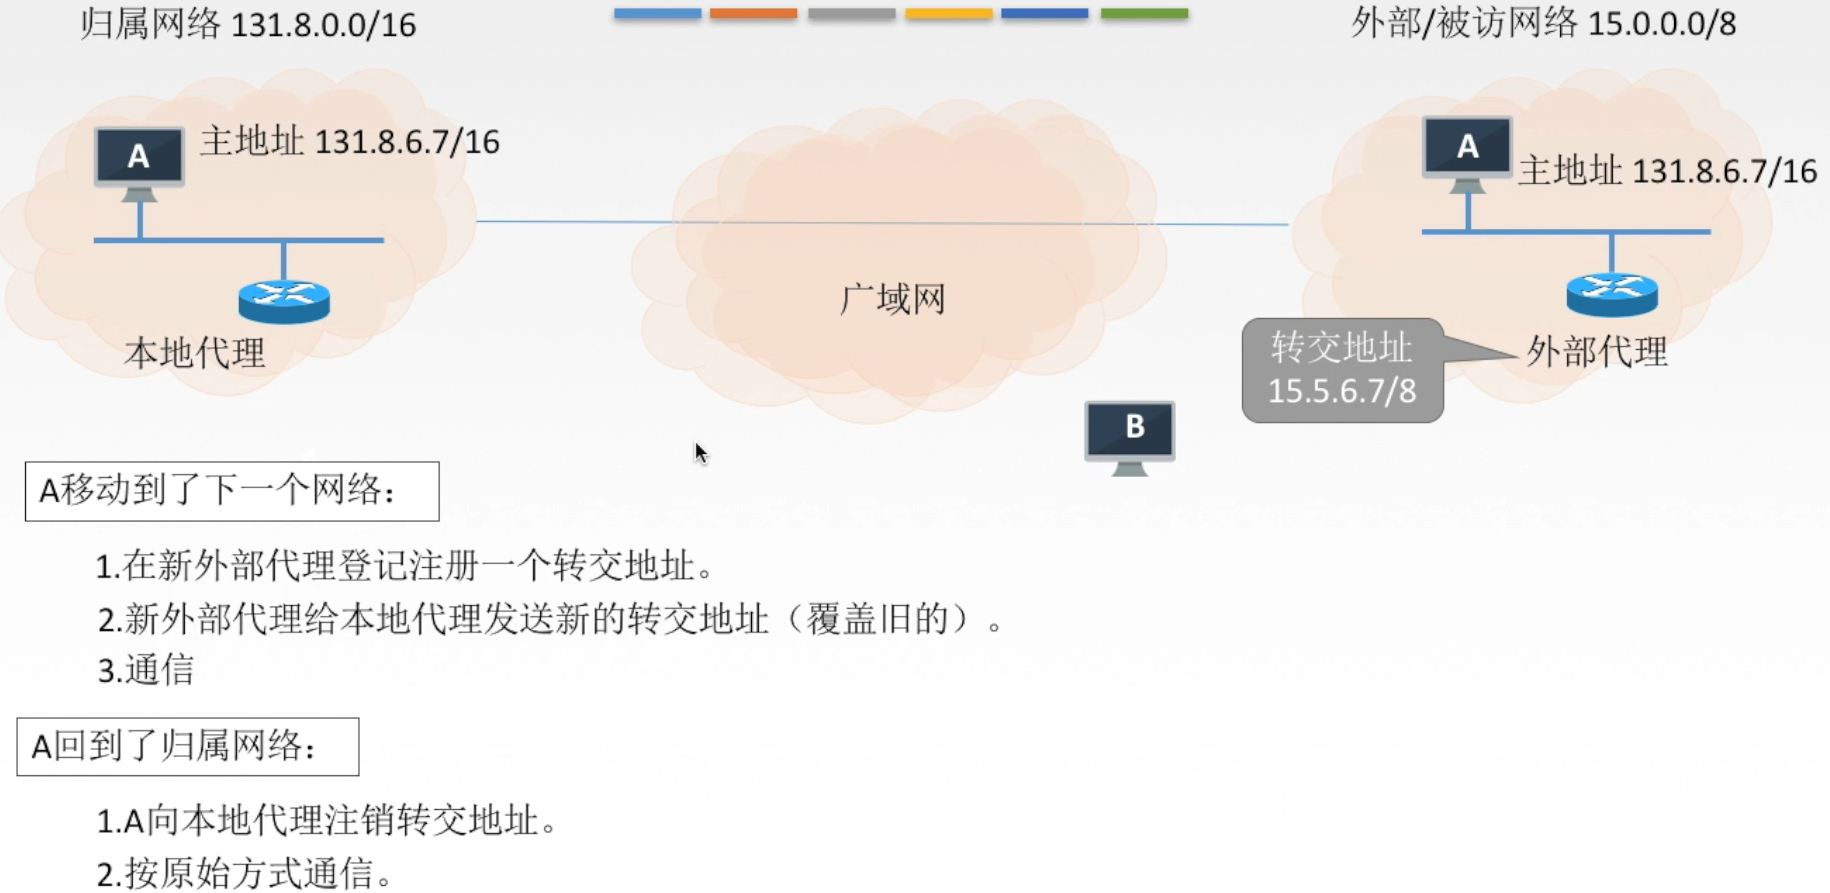 归属网络 131.8.0.0/16
外部/被访网络 15.0.0.0/8
A
主地址 131.8.6.7/16
A
主地址 131.8.6.7/16
广域网
本地代理
转交地址
15.5.6.7/8
外部代理
B
A移动到了下一个网络：
1.在新外部代理登记注册一个转交地址。
2.新外部代理给本地代理发送新的转交地址（覆盖旧的）。
3.通信
A回到了归属网络：
1.A向本地代理注销转交地址。
2.按原始方式通信。